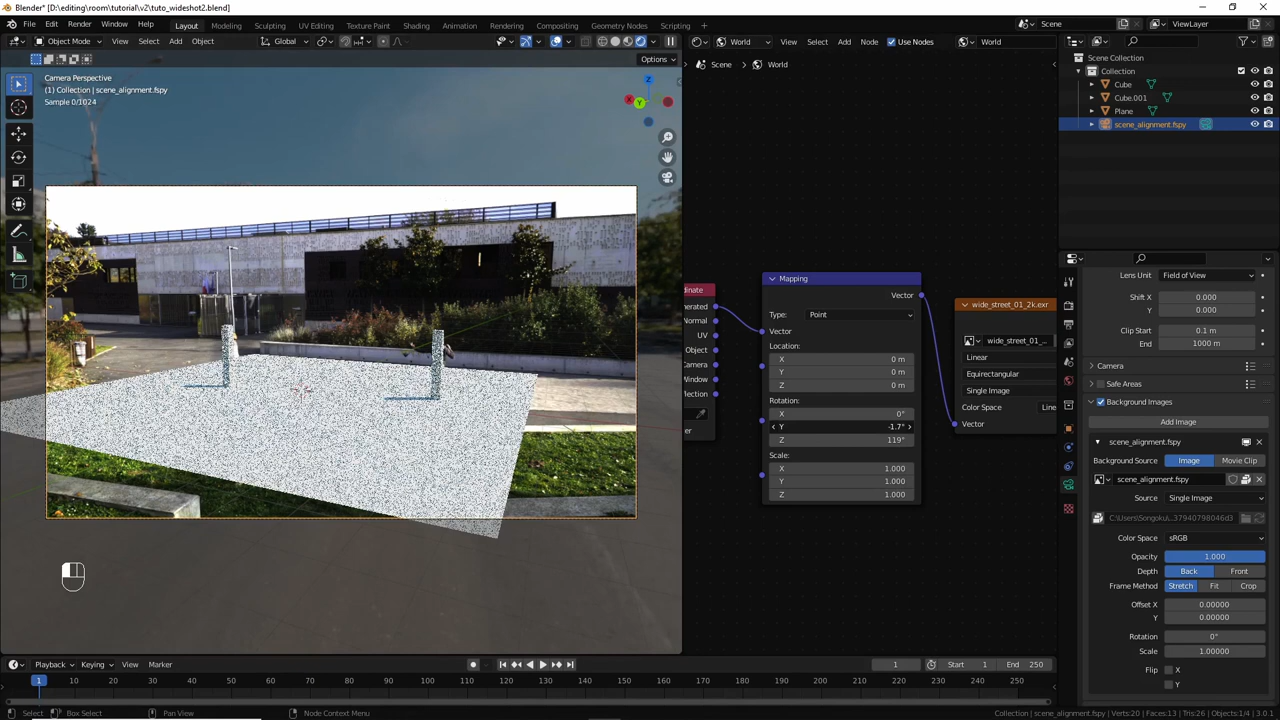 Blender* [D:\editing\room\tutorial\v2\tuto_wideshot2.blend]
File Edit Render Window Help Layout Modeling Sculpting UV Editing Texture Paint Shading Animation Rendering Compositing Geometry Nodes Scripting Scene ViewLayer
Object Mode View Select Add Object Global World View Select Add Node Use Nodes World
Options
Scene > World
Camera Perspective
(1) Collection | scene_alignment.fspy
Sample 0/1024
Z
Y
X
Scene Collection
Collection
Cube
Cube.001
Plane
scene_alignment.fspy
Normal
UV
Object
Camera
Window
Mapping
Vector
Type: Point
Vector
Location:
X 0 m
Y 0 m
Z 0 m
Rotation:
X 0°
Y -1.7°
Z 119°
Scale:
X 1.000
Y 1.000
Z 1.000
wide_street_01_2k.exr
wide_street_01_...
Linear
Equirectangular
Single Image
Color Space Line
Vector
Lens Unit Field of View
Shift X 0.000
Y 0.000
Clip Start 0.1 m
End 1000 m
Camera
Safe Areas
Background Images
Add Image
scene_alignment.fspy
Background Source Image Movie Clip
scene_alignment.fspy
Source Single Image
Color Space sRGB
Opacity 1.000
Depth Back Front
Frame Method Stretch Fit Crop
Offset X 0.00000
Y 0.00000
Rotation 0°
Scale 1.00000
Flip X
Y
Playback Keying View Marker 1 Start 1 End 250
1 10 20 30 40 50 60 70 80 90 100 110 120 130 140 150 160 170 180 190 200 210 220 230 240 250
Select Box Select Pan View Node Context Menu Collection | scene_alignment.fspy | Verts:20 | Faces:13 | Tris:26 | Objects:1/4 | 3.0.1